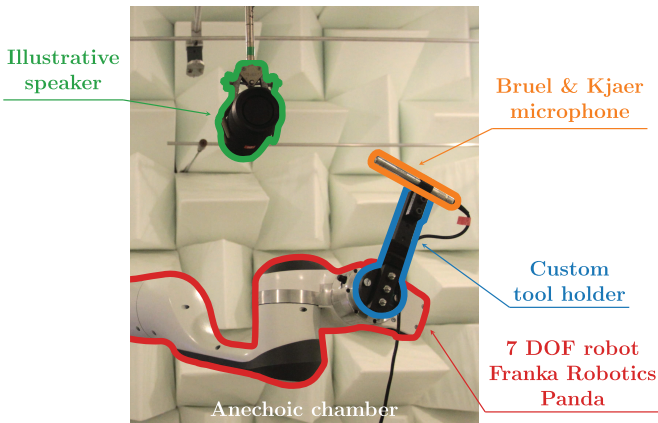 Illustrative
speaker
Bruel & Kjaer
microphone
Custom
tool holder
7 DOF robot
Franka Robotics
Panda
Anechoic chamber